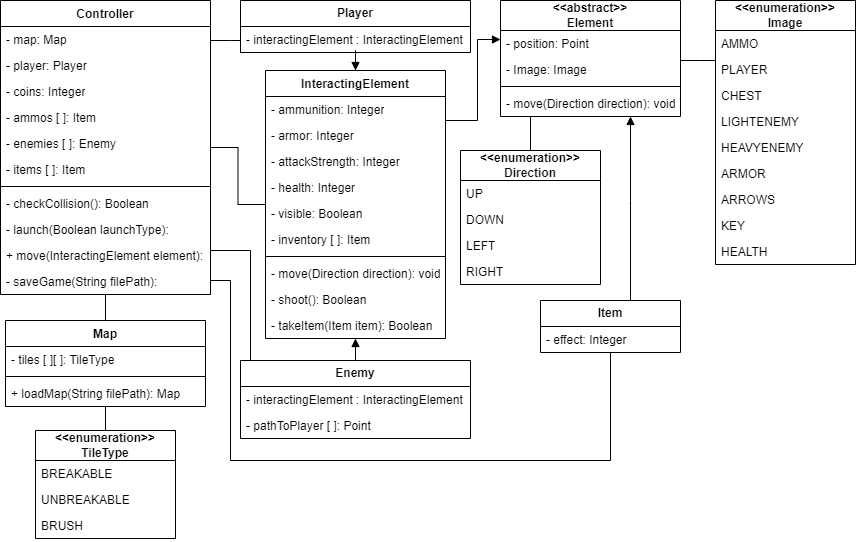 Controller
- map: Map
- player: Player
- coins: Integer
- ammos [ ]: Item
- enemies [ ]: Enemy
- items [ ]: Item
- checkCollision(): Boolean
- launch(Boolean launchType):
+ move(InteractingElement element):
- saveGame(String filePath):
Player
- interactingElement : InteractingElement
InteractingElement
- ammunition: Integer
- armor: Integer
- attackStrength: Integer
- health: Integer
- visible: Boolean
- inventory [ ]: Item
- move(Direction direction): void
- shoot(): Boolean
- takeItem(Item item): Boolean
<<abstract>>
Element
- position: Point
- Image: Image
- move(Direction direction): void
<<enumeration>>
Image
AMMO
PLAYER
CHEST
LIGHTENEMY
HEAVYENEMY
ARMOR
ARROWS
KEY
HEALTH
<<enumeration>>
Direction
UP
DOWN
LEFT
RIGHT
Item
- effect: Integer
Map
- tiles [ ][ ]: TileType
+ loadMap(String filePath): Map
Enemy
- interactingElement : InteractingElement
- pathToPlayer [ ]: Point
<<enumeration>>
TileType
BREAKABLE
UNBREAKABLE
BRUSH